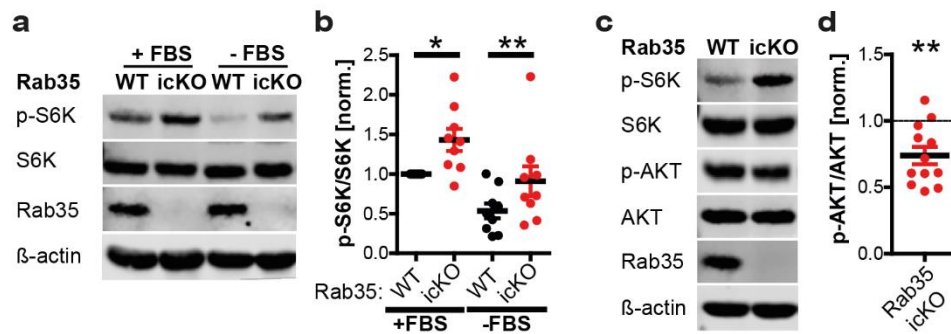 a
+ FBS - FBS
Rab35 WT icKO WT icKO
p-S6K
S6K
Rab35
ß-actin
b
p-S6K/S6K [norm.]
* **
2.5
2.0
1.5
1.0
0.5
0.0
Rab35: WT icKO WT icKO
+FBS -FBS
c
Rab35 WT icKO
p-S6K
S6K
p-AKT
AKT
Rab35
ß-actin
d
p-AKT/AKT [norm.]
**
1.5
1.0
0.5
0.0
Rab35
icKO